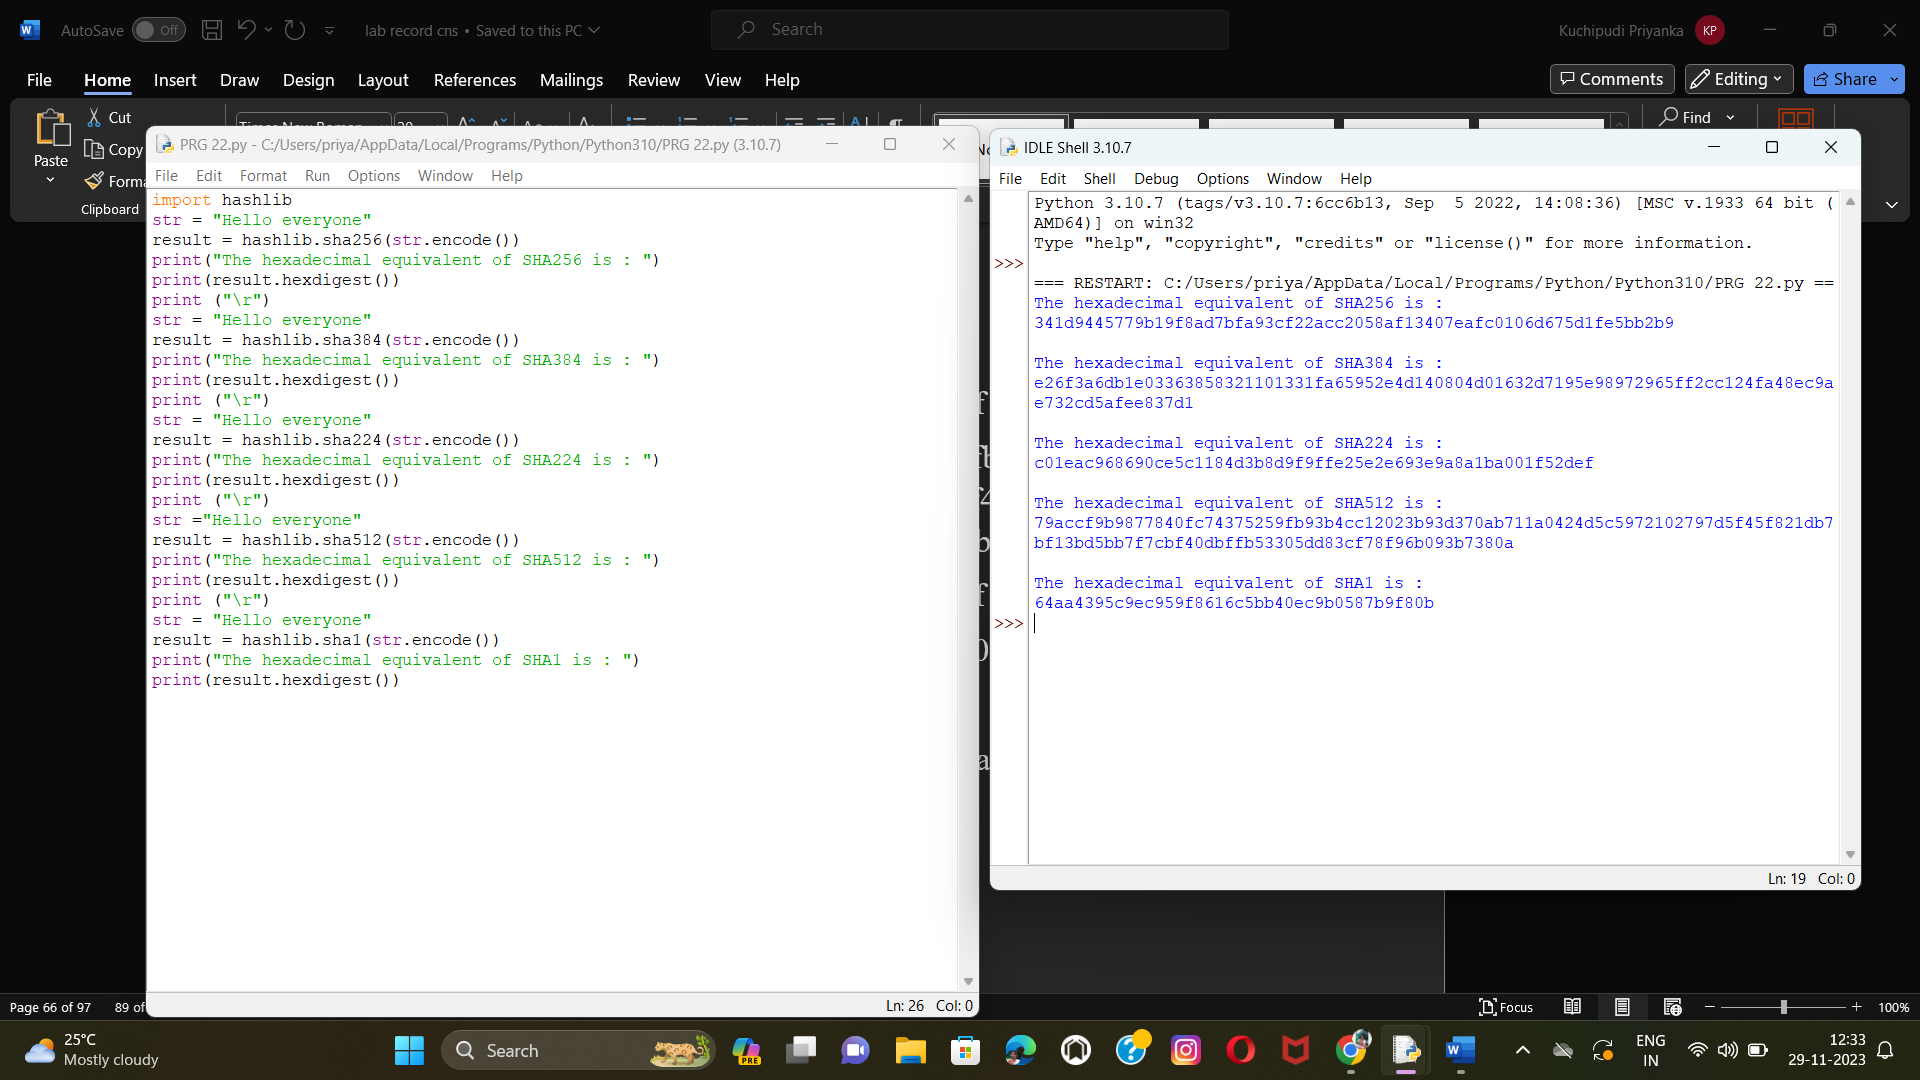 AutoSave Off lab record cns • Saved to this PC Search Kuchipudi Priyanka KP
File Home Insert Draw Design Layout References Mailings Review View Help Comments Editing Share
Paste
Cut
Copy
Clipboard
Find
PRG 22.py - C:/Users/priya/AppData/Local/Programs/Python/Python310/PRG 22.py (3.10.7)
File Edit Format Run Options Window Help
import hashlib
str = "Hello everyone"
result = hashlib.sha256(str.encode())
print("The hexadecimal equivalent of SHA256 is : ")
print(result.hexdigest())
print ("\r")
str = "Hello everyone"
result = hashlib.sha384(str.encode())
print("The hexadecimal equivalent of SHA384 is : ")
print(result.hexdigest())
print ("\r")
str = "Hello everyone"
result = hashlib.sha224(str.encode())
print("The hexadecimal equivalent of SHA224 is : ")
print(result.hexdigest())
print ("\r")
str ="Hello everyone"
result = hashlib.sha512(str.encode())
print("The hexadecimal equivalent of SHA512 is : ")
print(result.hexdigest())
print ("\r")
str = "Hello everyone"
result = hashlib.sha1(str.encode())
print("The hexadecimal equivalent of SHA1 is : ")
print(result.hexdigest())
Ln: 26 Col: 0
IDLE Shell 3.10.7
File Edit Shell Debug Options Window Help
Python 3.10.7 (tags/v3.10.7:6cc6b13, Sep  5 2022, 14:08:36) [MSC v.1933 64 bit (
AMD64)] on win32
Type "help", "copyright", "credits" or "license()" for more information.
>>>
=== RESTART: C:/Users/priya/AppData/Local/Programs/Python/Python310/PRG 22.py ==
The hexadecimal equivalent of SHA256 is :
341d9445779b19f8ad7bfa93cf22acc2058af13407eafc0106d675d1fe5bb2b9
The hexadecimal equivalent of SHA384 is :
e26f3a6db1e03363858321101331fa65952e4d140804d01632d7195e98972965ff2cc124fa48ec9a
e732cd5afee837d1
The hexadecimal equivalent of SHA224 is :
c01eac968690ce5c1184d3b8d9f9ffe25e2e693e9a8a1ba001f52def
The hexadecimal equivalent of SHA512 is :
79accf9b9877840fc74375259fb93b4cc12023b93d370ab711a0424d5c5972102797d5f45f821db7
bf13bd5bb7f7cbf40dbffb53305dd83cf78f96b093b7380a
The hexadecimal equivalent of SHA1 is :
64aa4395c9ec959f8616c5bb40ec9b0587b9f80b
>>>
Ln: 19 Col: 0
Page 66 of 97 89 of Focus 100%
25°C
Mostly cloudy
Search
PRE
ENG
IN
12:33
29-11-2023